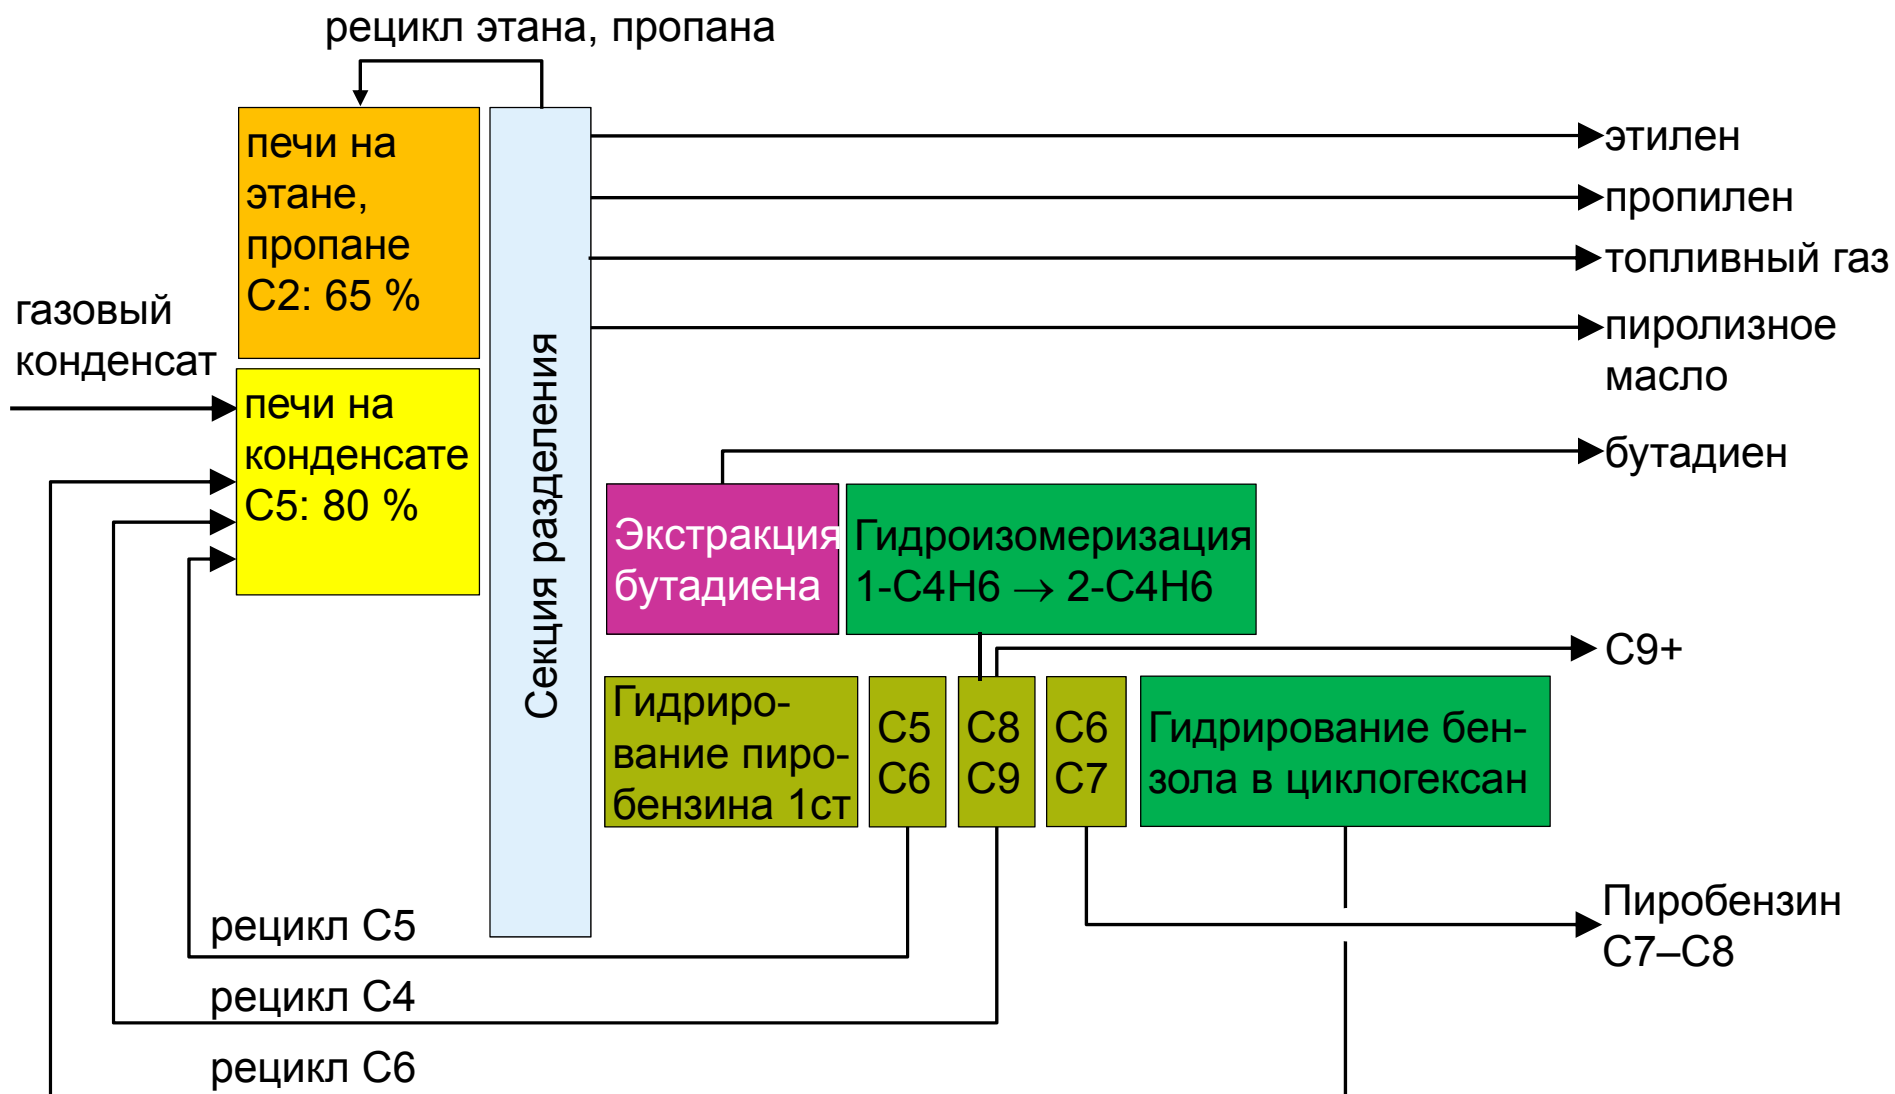 рецикл этана, пропана
печи на
этане,
пропане
C2: 65 %
газовый
конденсат
печи на
конденсате
C5: 80 %
Секция разделения
этилен
пропилен
топливный газ
пиролизное
масло
бутадиен
Экстракция
бутадиена
Гидроизомеризация
1-C4H6 → 2-C4H6
C9+
Гидриро-
вание пиро-
бензина 1ст
C5
C6
C8
C9
C6
C7
Гидрирование бен-
зола в циклогексан
Пиробензин
C7–C8
рецикл C5
рецикл C4
рецикл C6